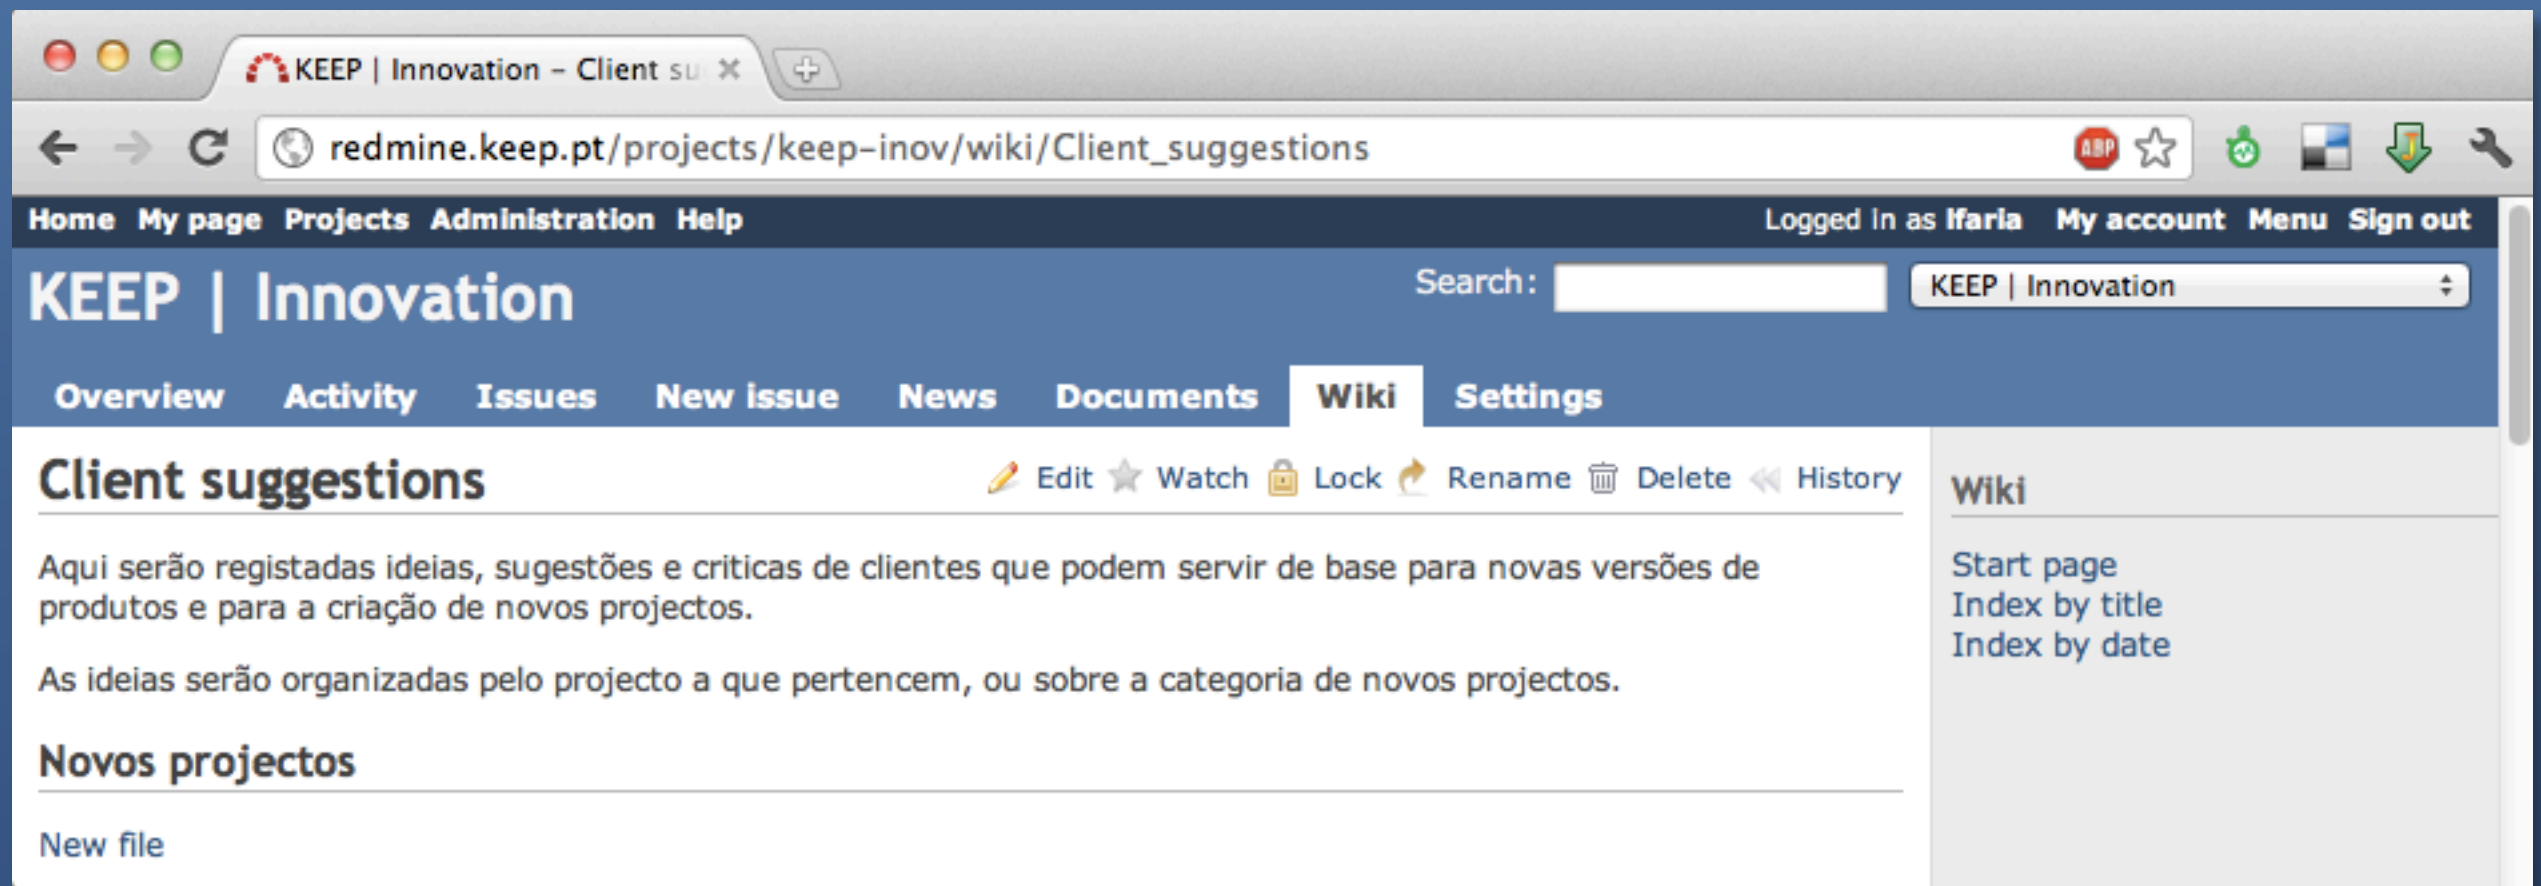 KEEP | Innovation – Client su
redmine.keep.pt/projects/keep-inov/wiki/Client_suggestions
ABP
Home My page Projects Administration Help
Logged in as lfaria My account Menu Sign out
KEEP | Innovation
Search:
KEEP | Innovation
Overview Activity Issues New issue News Documents Wiki Settings
Client suggestions
Edit Watch Lock Rename Delete History
Aqui serão registadas ideias, sugestões e criticas de clientes que podem servir de base para novas versões de
produtos e para a criação de novos projectos.
As ideias serão organizadas pelo projecto a que pertencem, ou sobre a categoria de novos projectos.
Novos projectos
New file
Wiki
Start page
Index by title
Index by date